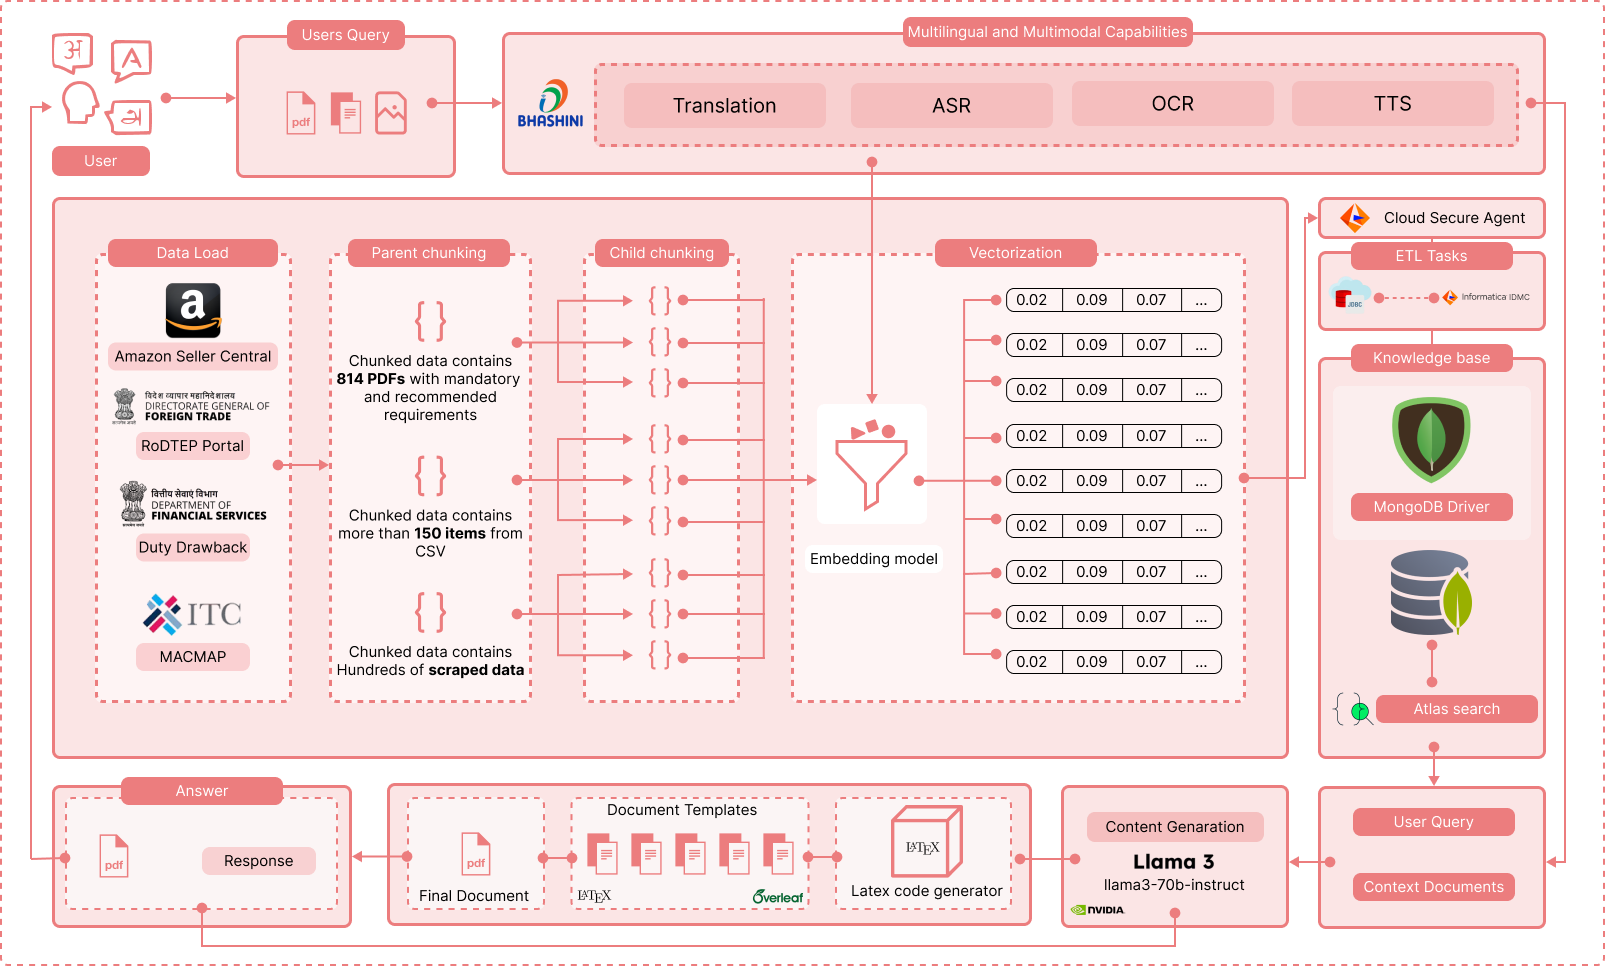 अ
A
User
Users Query
pdf
Multilingual and Multimodal Capabilities
BHASHINI
Translation
ASR
OCR
TTS
Data Load
a
Amazon Seller Central
विदेश व्यापार महानिदेशालय
DIRECTORATE GENERAL OF
FOREIGN TRADE
RoDTEP Portal
वित्तीय सेवाएं विभाग
DEPARTMENT OF
FINANCIAL SERVICES
Duty Drawback
ITC
MACMAP
Parent chunking
{ }
Chunked data contains
814 PDFs with mandatory
and recommended
requirements
{ }
Chunked data contains
more than 150 items from
CSV
{ }
Chunked data contains
Hundreds of scraped data
Child chunking
{ }
{ }
{ }
{ }
{ }
{ }
{ }
{ }
{ }
Vectorization
Embedding model
0.02 0.09 0.07 ...
0.02 0.09 0.07 ...
0.02 0.09 0.07 ...
0.02 0.09 0.07 ...
0.02 0.09 0.07 ...
0.02 0.09 0.07 ...
0.02 0.09 0.07 ...
0.02 0.09 0.07 ...
0.02 0.09 0.07 ...
Cloud Secure Agent
ETL Tasks
JDBC
Informatica IDMC
Knowledge base
MongoDB Driver
Atlas search
User Query
Context Documents
Content Genaration
Llama 3
llama3-70b-instruct
NVIDIA
LATEX
Latex code generator
Document Templates
LATEX
Overleaf
pdf
Final Document
Answer
pdf
Response